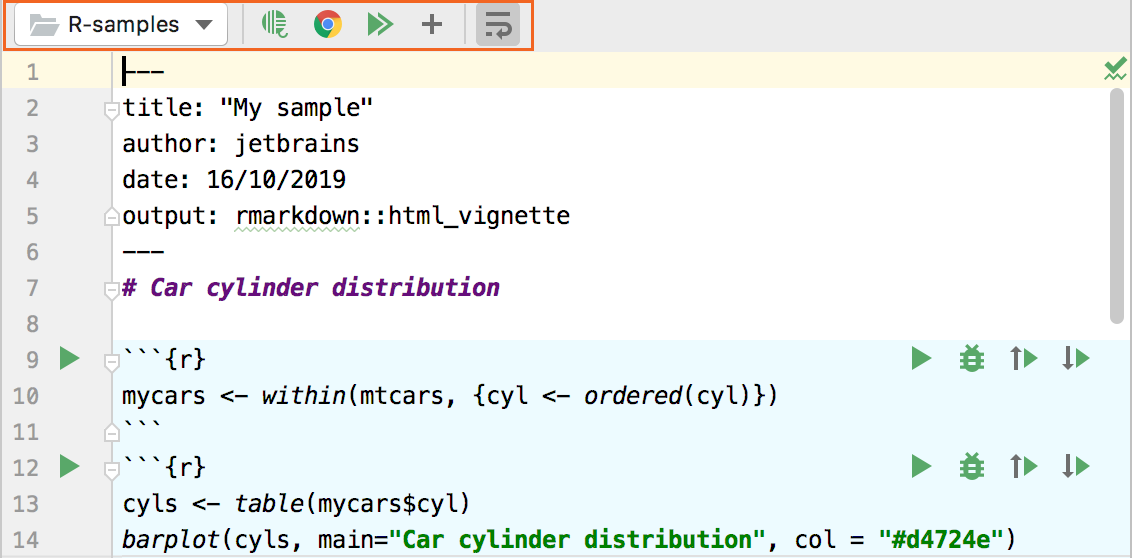 R-samples
1 ---
2 title: "My sample"
3 author: jetbrains
4 date: 16/10/2019
5 output: rmarkdown::html_vignette
6 ---
7 # Car cylinder distribution
8
9 ```{r}
10 mycars <- within(mtcars, {cyl <- ordered(cyl)})
11 ```
12 ```{r}
13 cyls <- table(mycars$cyl)
14 barplot(cyls, main="Car cylinder distribution", col = "#d4724e")